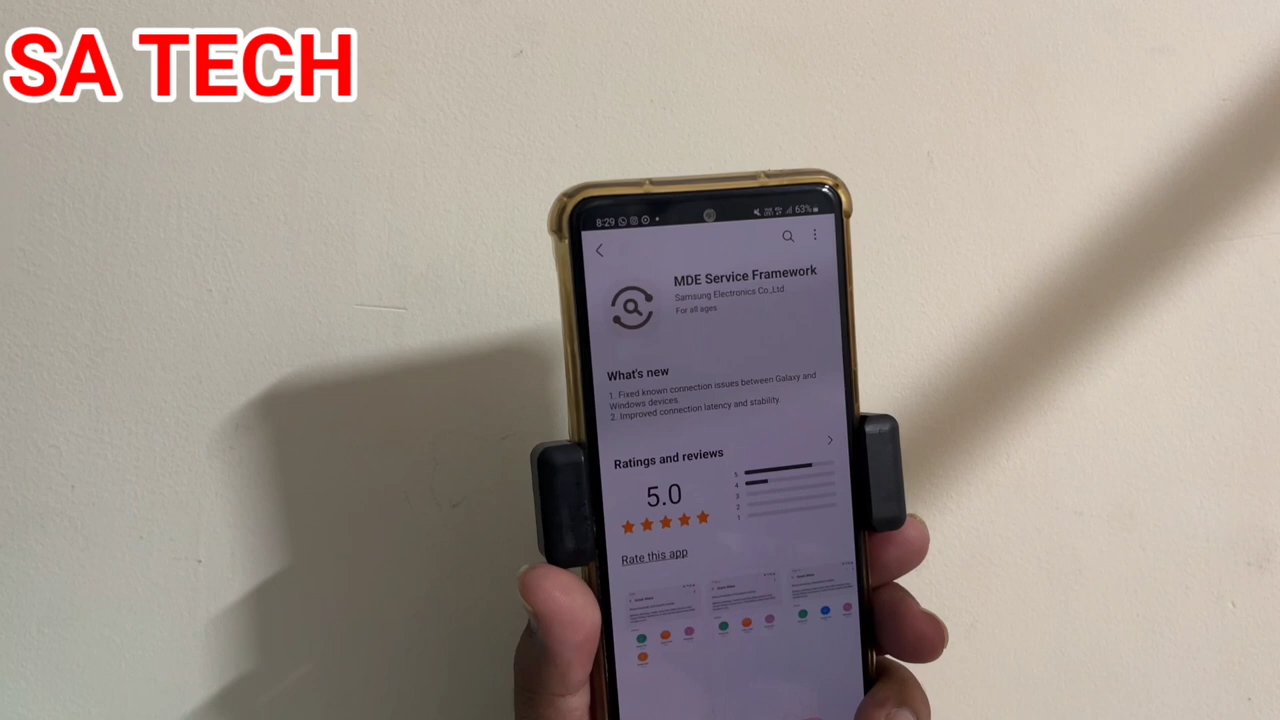 SA TECH
8:29
63%
MDE Service Framework
Samsung Electronics Co.,Ltd
For all ages
What's new
1. Fixed known connection issues between Galaxy and
Windows devices.
2. Improved connection latency and stability.
Ratings and reviews
5.0
5
4
3
2
1
Rate this app